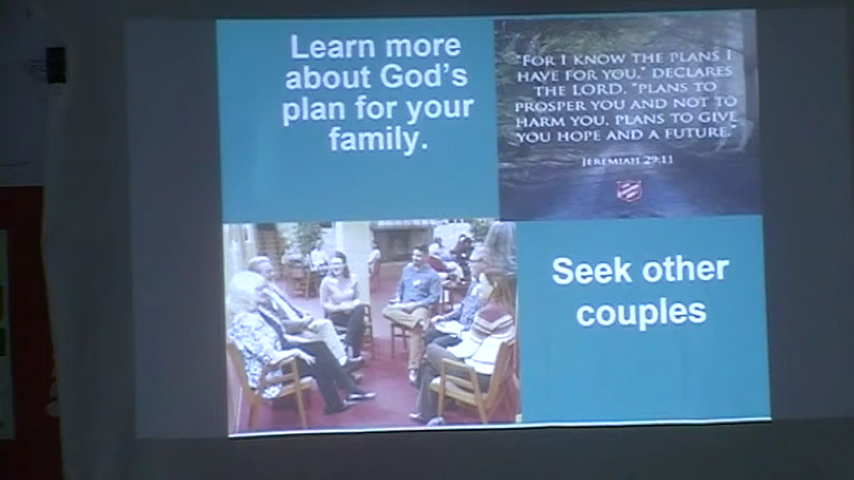 Learn more
about God's
plan for your
family.
"FOR I KNOW THE PLANS I
HAVE FOR YOU," DECLARES
THE LORD, "PLANS TO
PROSPER YOU AND NOT TO
HARM YOU, PLANS TO GIVE
YOU HOPE AND A FUTURE."
JEREMIAH 29:11
Seek other
couples